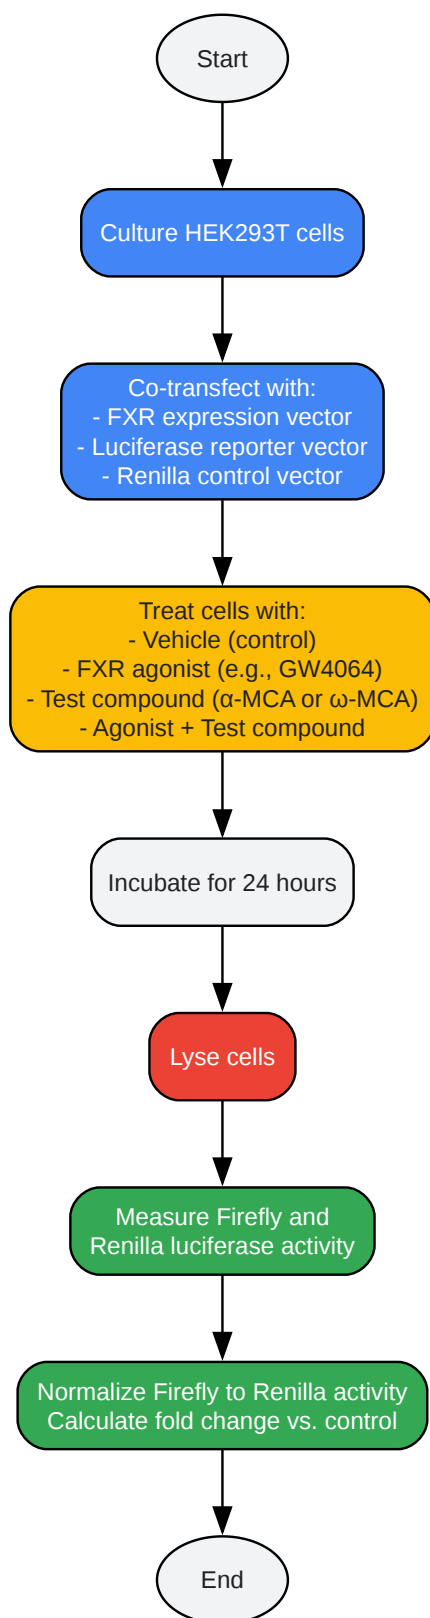 Start
Culture HEK293T cells
Co-transfect with:
- FXR expression vector
- Luciferase reporter vector
- Renilla control vector
Treat cells with:
- Vehicle (control)
- FXR agonist (e.g., GW4064)
- Test compound (α-MCA or ω-MCA)
- Agonist + Test compound
Incubate for 24 hours
Lyse cells
Measure Firefly and
Renilla luciferase activity
Normalize Firefly to Renilla activity
Calculate fold change vs. control
End